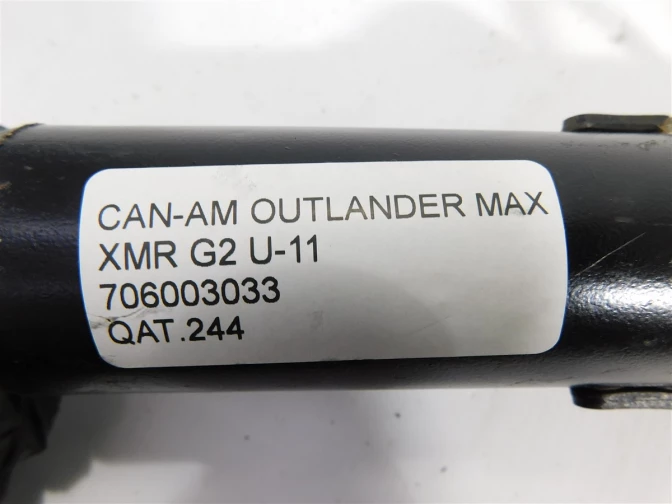 CAN-AM OUTLANDER MAX
XMR G2 U-11
706003033
QAT.244